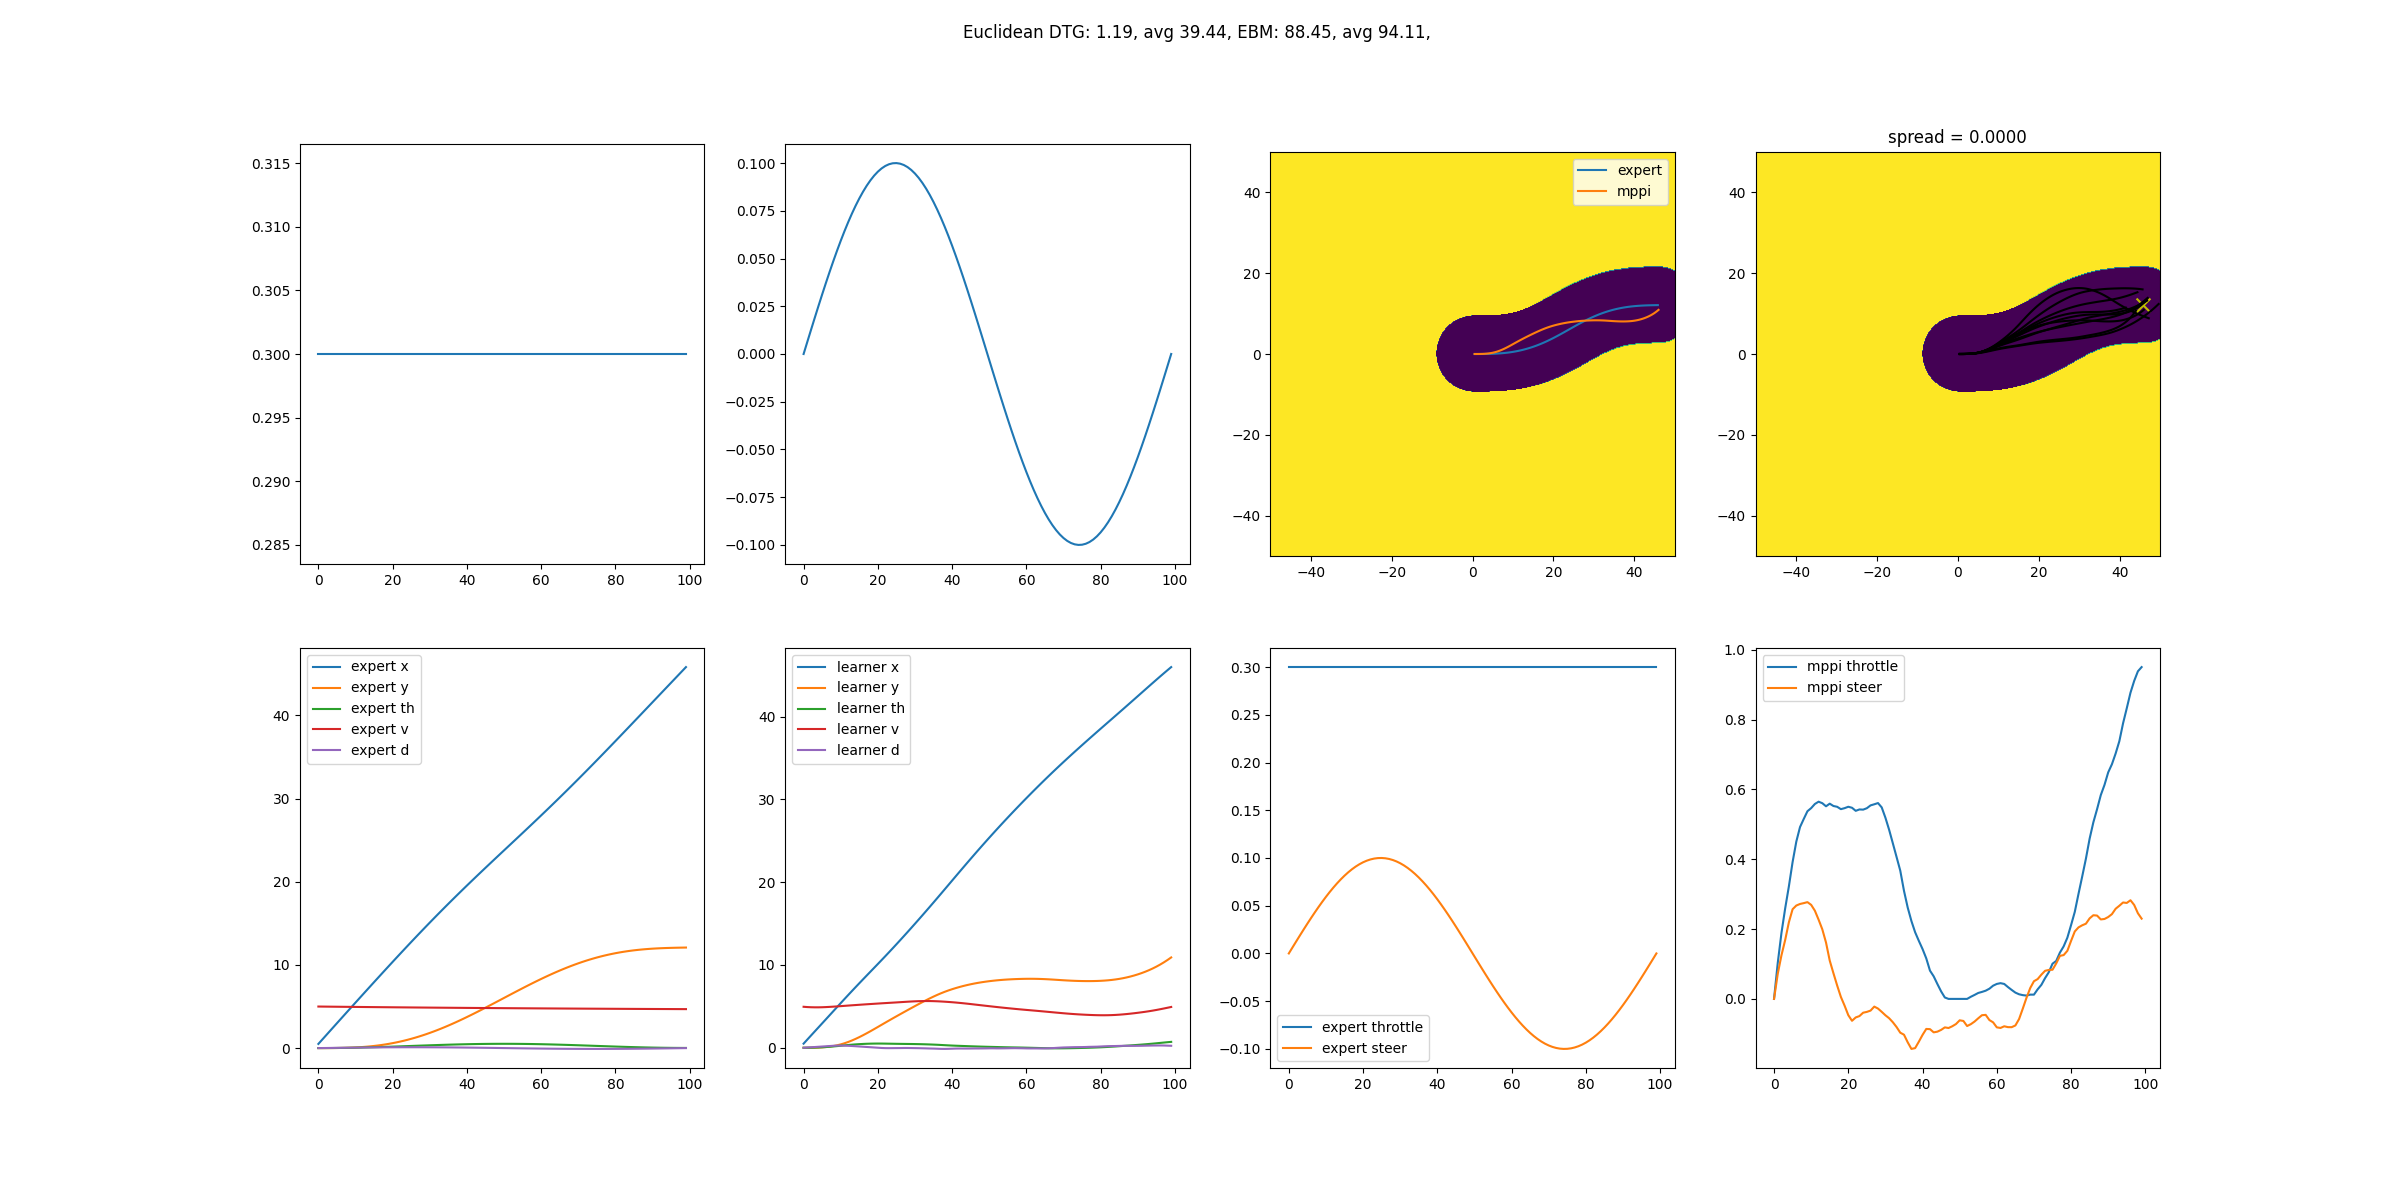 Euclidean DTG: 1.19, avg 39.44, EBM: 88.45, avg 94.11,
0.315
0.310
0.305
0.300
0.295
0.290
0.285
0 20 40 60 80 100
0.100
0.075
0.050
0.025
0.000
−0.025
−0.050
−0.075
−0.100
0 20 40 60 80 100
expert
mppi
40
20
0
−20
−40
−40 −20 0 20 40
spread = 0.0000
40
20
0
−20
−40
−40 −20 0 20 40
expert x
expert y
expert th
expert v
expert d
40
30
20
10
0
0 20 40 60 80 100
learner x
learner y
learner th
learner v
learner d
40
30
20
10
0
0 20 40 60 80 100
0.30
0.25
0.20
0.15
0.10
0.05
0.00
−0.05
−0.10
expert throttle
expert steer
0 20 40 60 80 100
mppi throttle
mppi steer
1.0
0.8
0.6
0.4
0.2
0.0
0 20 40 60 80 100